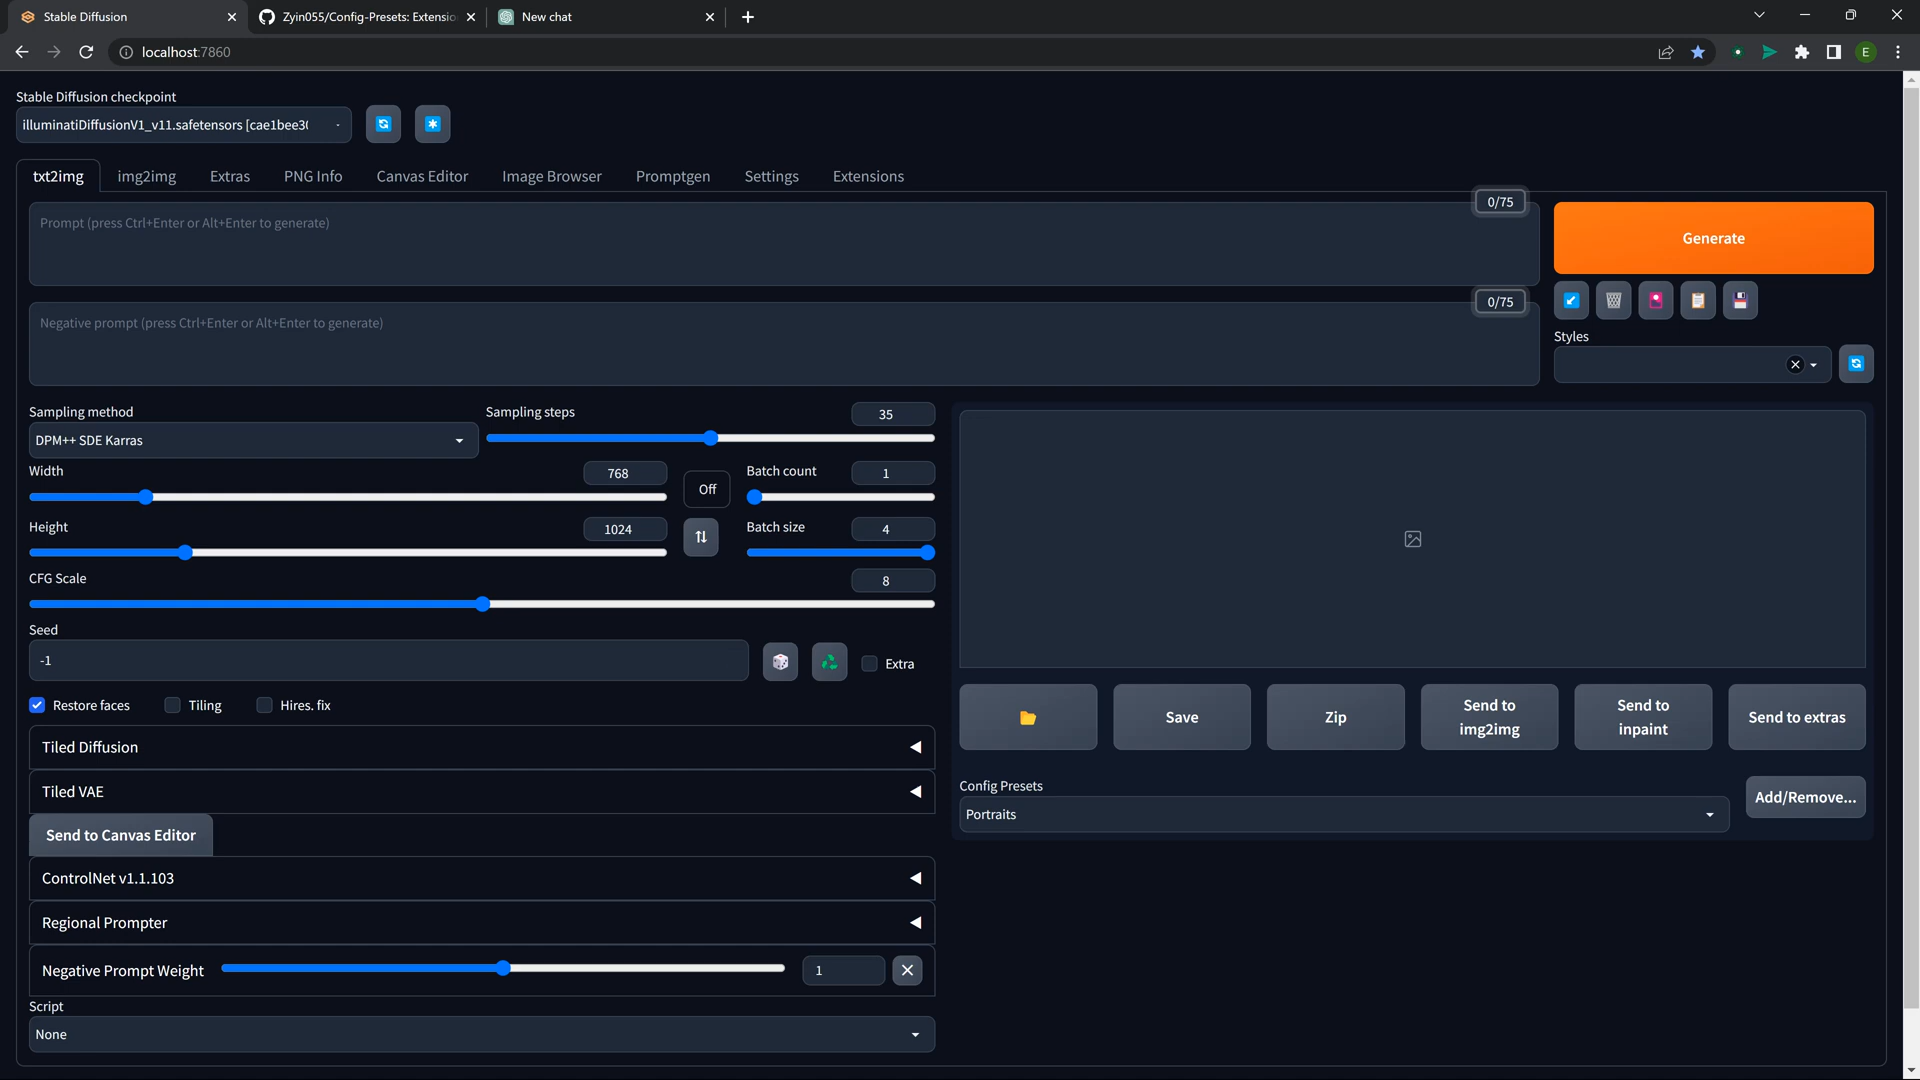 Stable Diffusion
Zyin055/Config-Presets: Extensio
New chat
localhost:7860
E
Stable Diffusion checkpoint
illuminatiDiffusionV1_v11.safetensors [cae1bee30
txt2img
img2img
Extras
PNG Info
Canvas Editor
Image Browser
Promptgen
Settings
Extensions
0/75
Prompt (press Ctrl+Enter or Alt+Enter to generate)
Generate
0/75
Negative prompt (press Ctrl+Enter or Alt+Enter to generate)
Styles
Sampling method
DPM++ SDE Karras
Sampling steps
35
Width
768
Off
Batch count
1
Height
1024
Batch size
4
CFG Scale
8
Seed
-1
Extra
Restore faces
Tiling
Hires. fix
Tiled Diffusion
Tiled VAE
Send to Canvas Editor
ControlNet v1.1.103
Regional Prompter
Negative Prompt Weight
1
Script
None
Save
Zip
Send to
img2img
Send to
inpaint
Send to extras
Config Presets
Portraits
Add/Remove...